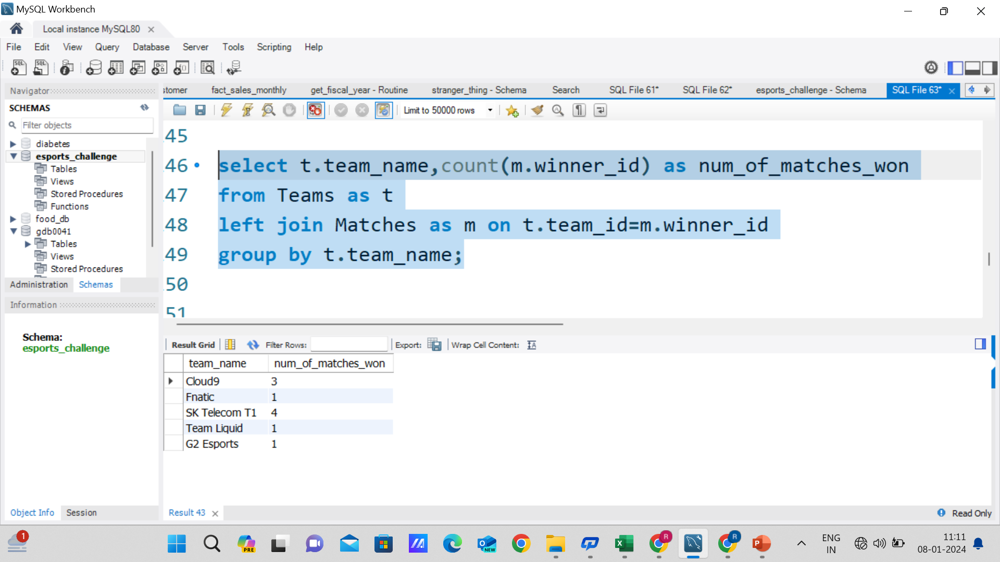 MySQL Workbench
Local instance MySQL80
File Edit View Query Database Server Tools Scripting Help
Navigator
stomer fact_sales_monthly get_fiscal_year - Routine stranger_thing - Schema Search SQL File 61* SQL File 62* esports_challenge - Schema SQL File 63*
SCHEMAS
Limit to 50000 rows
Filter objects
diabetes
esports_challenge
Tables
Views
Stored Procedures
Functions
food_db
gdb0041
Tables
Views
Stored Procedures
Administration Schemas
Information
Schema:
esports_challenge
Object Info Session
45
46 select t.team_name,count(m.winner_id) as num_of_matches_won
47 from Teams as t
48 left join Matches as m on t.team_id=m.winner_id
49 group by t.team_name;
50
51
Result Grid Filter Rows: Export: Wrap Cell Content:
team_name num_of_matches_won
Cloud9 3
Fnatic 1
SK Telecom T1 4
Team Liquid 1
G2 Esports 1
Result 43 Read Only
1
PRE
NEW
R
R
ENG
IN
11:11
08-01-2024